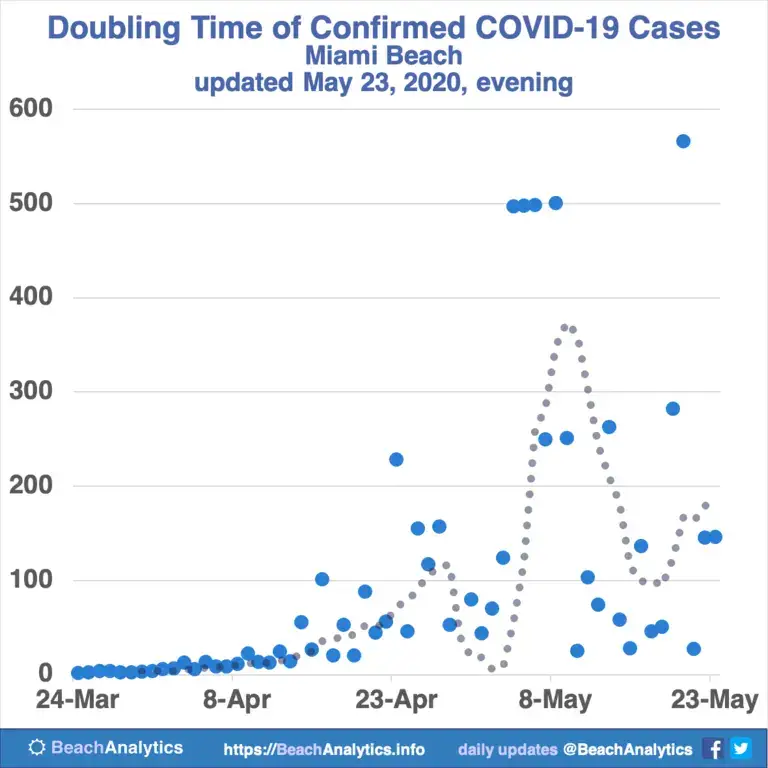 Doubling Time of Confirmed COVID-19 Cases
Miami Beach
updated May 23, 2020, evening
600
500
400
300
200
100
0
24-Mar 8-Apr 23-Apr 8-May 23-May
BeachAnalytics https://BeachAnalytics.info daily updates @BeachAnalytics